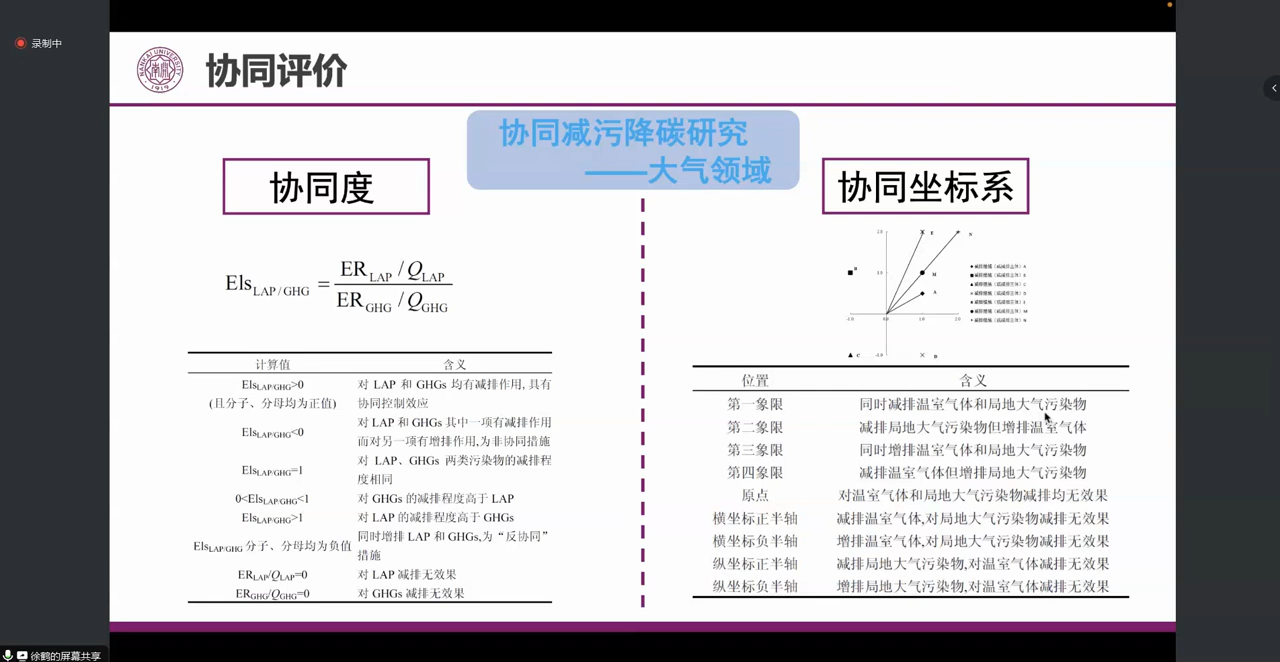 录制中
NANKAI UNIVERSITY
南开
1919
协同评价
协同减污降碳研究
——大气领域
协同度
Els_LAP/GHG = (ER_LAP / Q_LAP) / (ER_GHG / Q_GHG)
计算值 含义
Els_LAP/GHG>0 对 LAP 和 GHGs 均有减排作用,具有
(且分子、分母均为正值) 协同控制效应
Els_LAP/GHG<0 对 LAP 和 GHGs 其中一项有减排作用
而对另一项有增排作用,为非协同措施
Els_LAP/GHG=1 对 LAP、GHGs 两类污染物的减排程
度相同
0<Els_LAP/GHG<1 对 GHGs 的减排程度高于 LAP
Els_LAP/GHG>1 对 LAP 的减排程度高于 GHGs
Els_LAP/GHG 分子、分母均为负值 同时增排 LAP 和 GHGs,为“反协同”
措施
ER_LAP/Q_LAP=0 对 LAP 减排无效果
ER_GHG/Q_GHG=0 对 GHGs 减排无效果
协同坐标系
2.0 E N
1.0 B M
A
-1.0 0.0 1.0 2.0
-1.0 C D
位置 含义
第一象限 同时减排温室气体和局地大气污染物
第二象限 减排局地大气污染物但增排温室气体
第三象限 同时增排温室气体和局地大气污染物
第四象限 减排温室气体但增排局地大气污染物
原点 对温室气体和局地大气污染物减排均无效果
横坐标正半轴 减排温室气体,对局地大气污染物减排无效果
横坐标负半轴 增排温室气体,对局地大气污染物减排无效果
纵坐标正半轴 减排局地大气污染物,对温室气体减排无效果
纵坐标负半轴 增排局地大气污染物,对温室气体减排无效果
徐鹤的屏幕共享